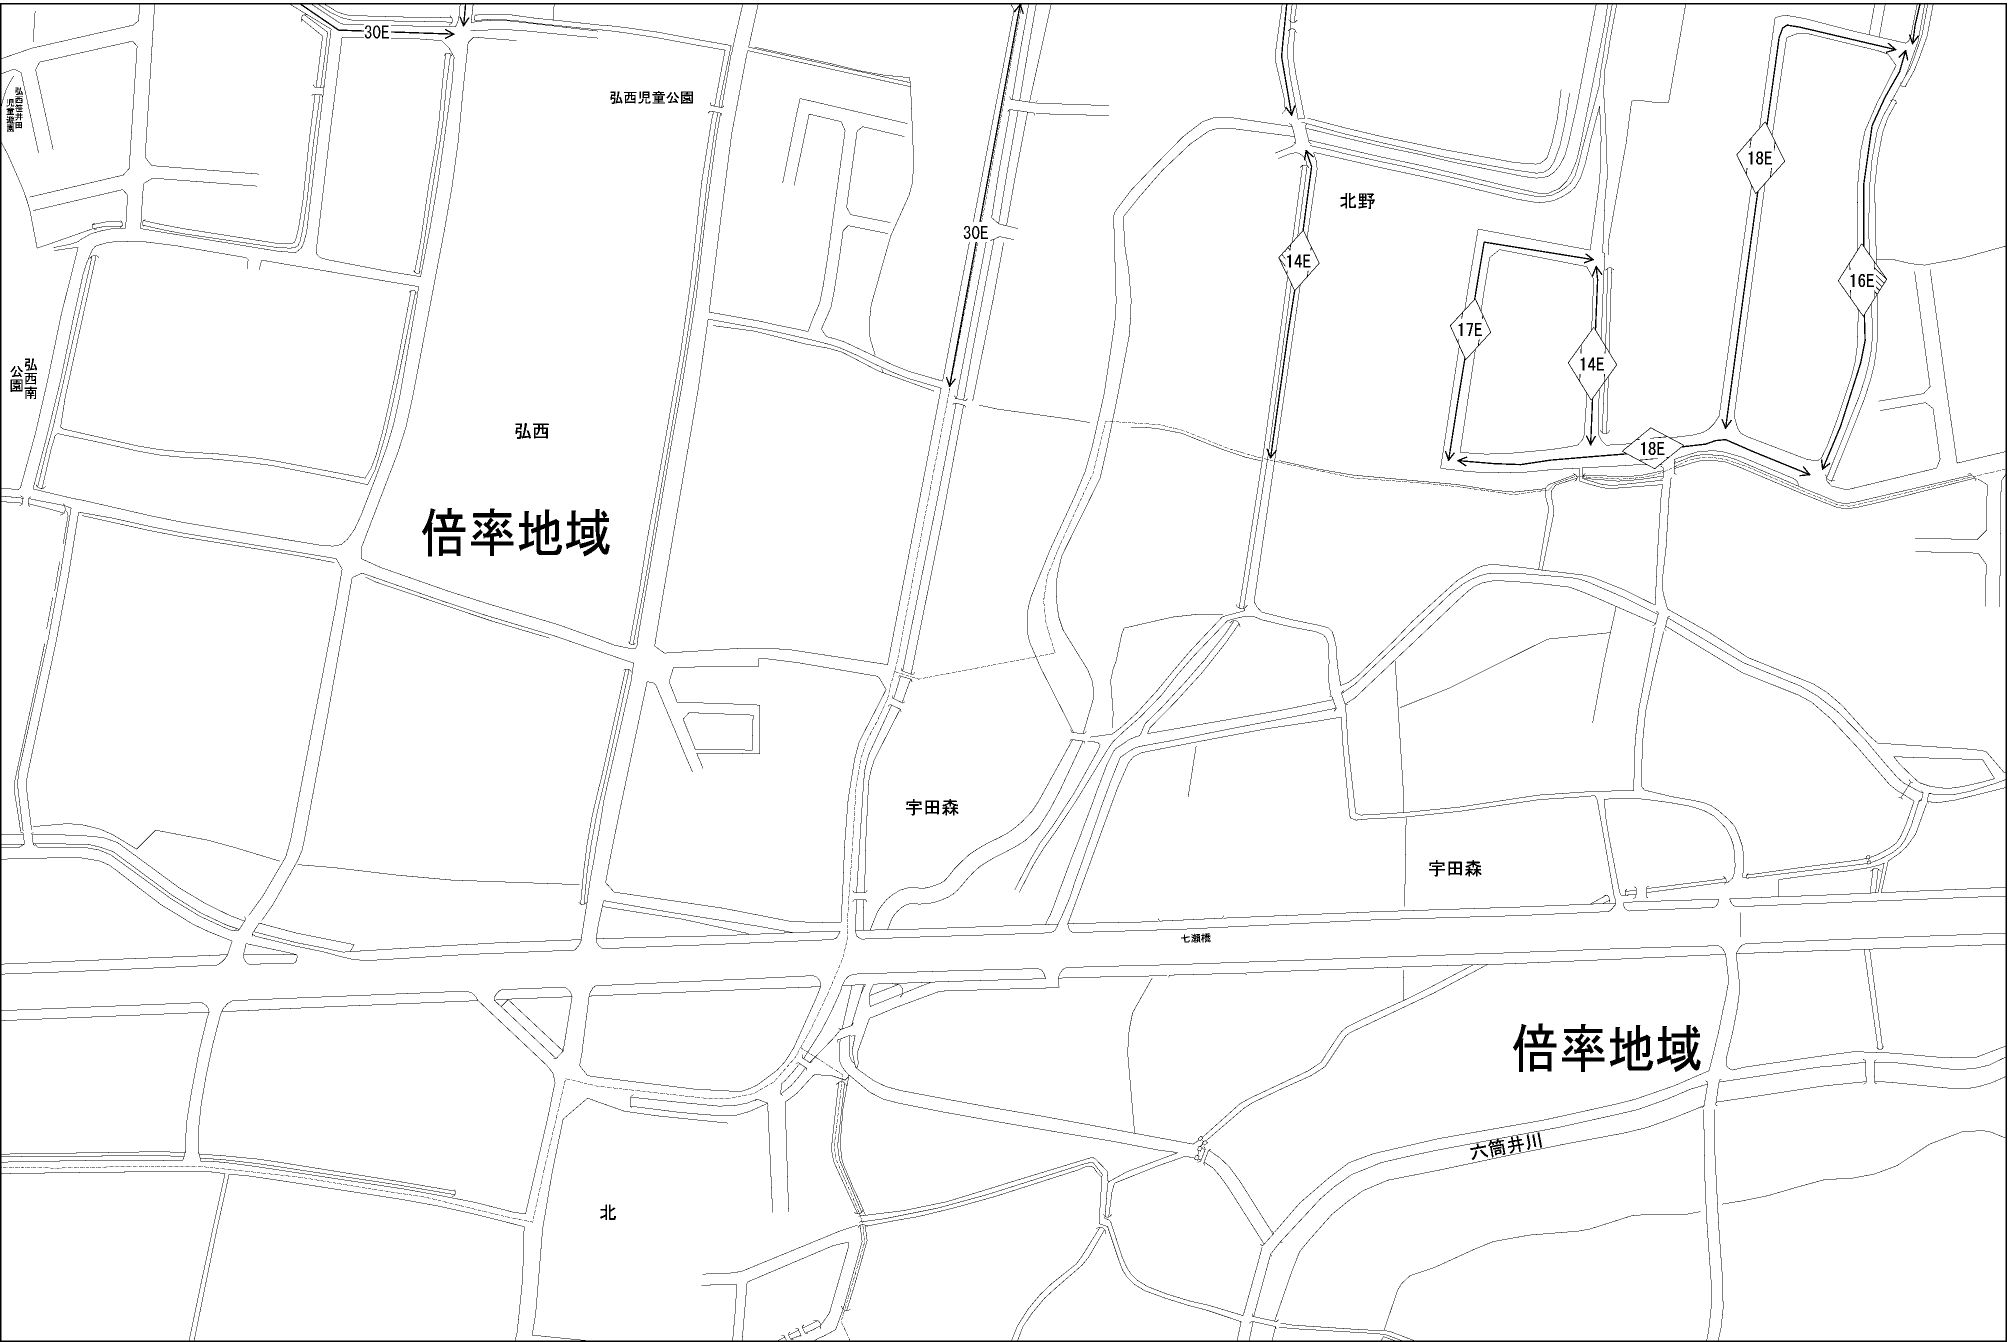 30E
弘西笹井田
児童遊園
弘西児童公園
18E
北野
30E
14E
16E
17E
14E
弘西南
公園
弘西
18E
倍率地域
宇田森
宇田森
七瀬橋
倍率地域
六箇井川
北